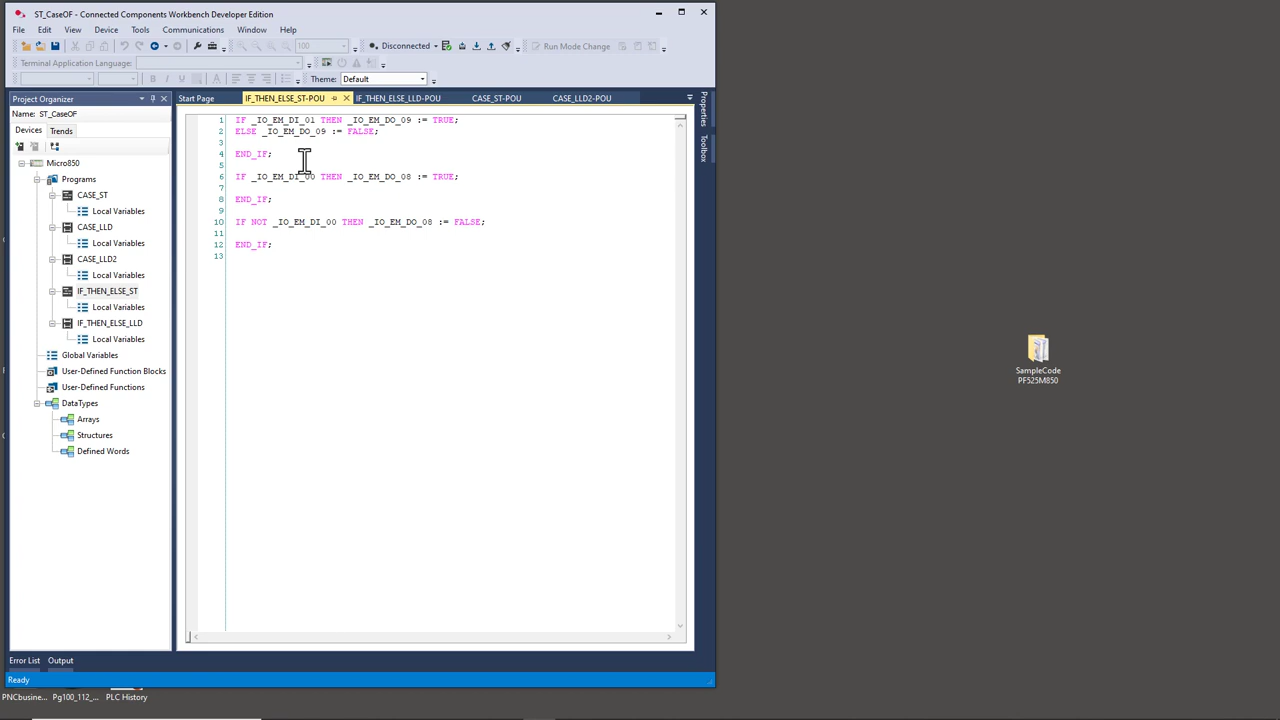 ST_CaseOF - Connected Components Workbench Developer Edition
File Edit View Device Tools Communications Window Help
100 Disconnected Run Mode Change
Terminal Application Language:
Theme: Default
Project Organizer
Name: ST_CaseOF
Devices Trends
Micro850
Programs
CASE_ST
Local Variables
CASE_LLD
Local Variables
CASE_LLD2
Local Variables
IF_THEN_ELSE_ST
Local Variables
IF_THEN_ELSE_LLD
Local Variables
Global Variables
User-Defined Function Blocks
User-Defined Functions
DataTypes
Arrays
Structures
Defined Words
Start Page IF_THEN_ELSE_ST-POU IF_THEN_ELSE_LLD-POU CASE_ST-POU CASE_LLD2-POU
1 IF _IO_EM_DI_01 THEN _IO_EM_DO_09 := TRUE;
2 ELSE _IO_EM_DO_09 := FALSE;
3
4 END_IF;
5
6 IF _IO_EM_DI_00 THEN _IO_EM_DO_08 := TRUE;
7
8 END_IF;
9
10 IF NOT _IO_EM_DI_00 THEN _IO_EM_DO_08 := FALSE;
11
12 END_IF;
13
Properties
Toolbox
Error List Output
Ready
SampleCode
PF525M850
PNCbusine... Pg100_112_... PLC History